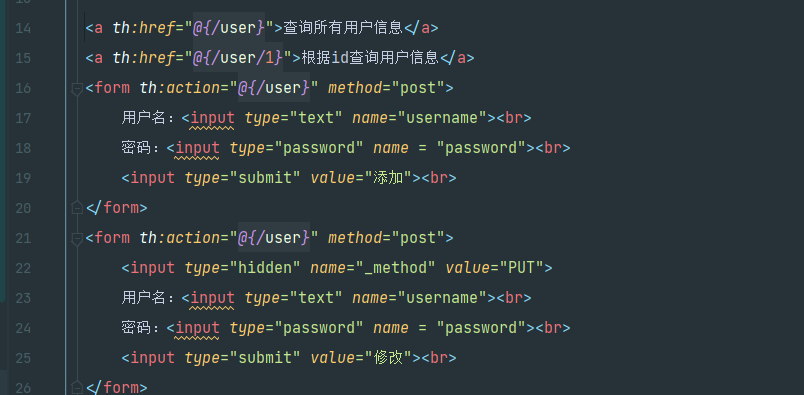 14 <a th:href="@{/user}">查询所有用户信息</a>
15 <a th:href="@{/user/1}">根据id查询用户信息</a>
16 <form th:action="@{/user}" method="post">
17 用户名：<input type="text" name="username"><br>
18 密码：<input type="password" name = "password"><br>
19 <input type="submit" value="添加"><br>
20 </form>
21 <form th:action="@{/user}" method="post">
22 <input type="hidden" name="_method" value="PUT">
23 用户名：<input type="text" name="username"><br>
24 密码：<input type="password" name = "password"><br>
25 <input type="submit" value="修改"><br>
26 </form>